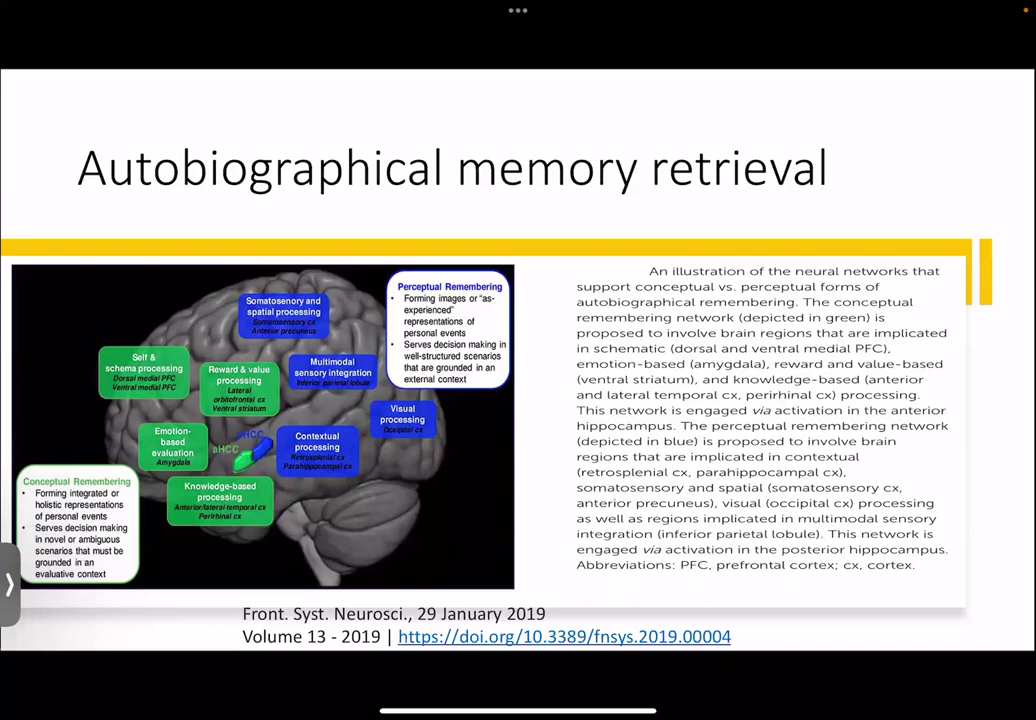 Autobiographical memory retrieval
Somatosenory and
spatial processing
Somatosensory cx
Anterior precuneus
Perceptual Remembering
• Forming images or “as-
experienced”
representations of
personal events
• Serves decision making in
well-structured scenarios
that are grounded in an
external context
Self &
schema processing
Dorsal medial PFC
Ventral medial PFC
Reward & value
processing
Lateral
orbitofrontal cx
Ventral striatum
Multimodal
sensory integration
Inferior parietal lobule
Visual
processing
Occipital cx
Emotion-
based
evaluation
Amygdala
pHCC
aHCC
Contextual
processing
Retrosplenial cx
Parahippocampal cx
Knowledge-based
processing
Anterior/lateral temporal cx
Perirhinal cx
Conceptual Remembering
• Forming integrated or
holistic representations
of personal events
• Serves decision making
in novel or ambiguous
scenarios that must be
grounded in an
evaluative context
An illustration of the neural networks that
support conceptual vs. perceptual forms of
autobiographical remembering. The conceptual
remembering network (depicted in green) is
proposed to involve brain regions that are implicated
in schematic (dorsal and ventral medial PFC),
emotion-based (amygdala), reward and value-based
(ventral striatum), and knowledge-based (anterior
and lateral temporal cx, perirhinal cx) processing.
This network is engaged via activation in the anterior
hippocampus. The perceptual remembering network
(depicted in blue) is proposed to involve brain
regions that are implicated in contextual
(retrosplenial cx, parahippocampal cx),
somatosensory and spatial (somatosensory cx,
anterior precuneus), visual (occipital cx) processing
as well as regions implicated in multimodal sensory
integration (inferior parietal lobule). This network is
engaged via activation in the posterior hippocampus.
Abbreviations: PFC, prefrontal cortex; cx, cortex.
Front. Syst. Neurosci., 29 January 2019
Volume 13 - 2019 | https://doi.org/10.3389/fnsys.2019.00004